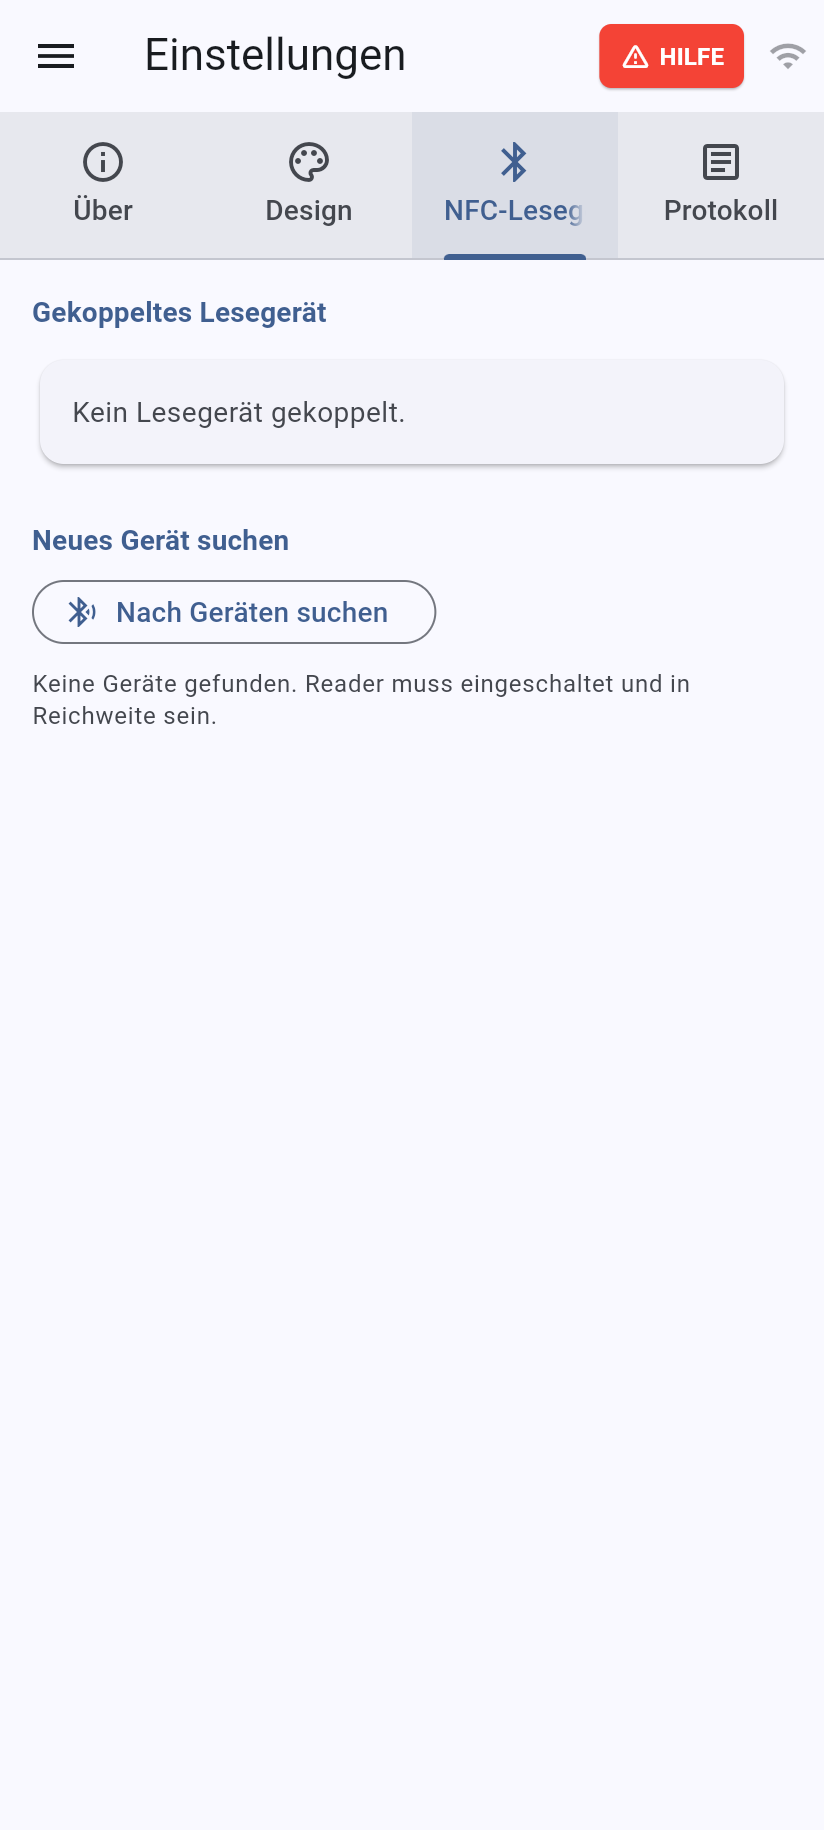 Einstellungen
HILFE
Über
Design
NFC-Leseg
Protokoll
Gekoppeltes Lesegerät
Kein Lesegerät gekoppelt.
Neues Gerät suchen
Nach Geräten suchen
Keine Geräte gefunden. Reader muss eingeschaltet und in
Reichweite sein.